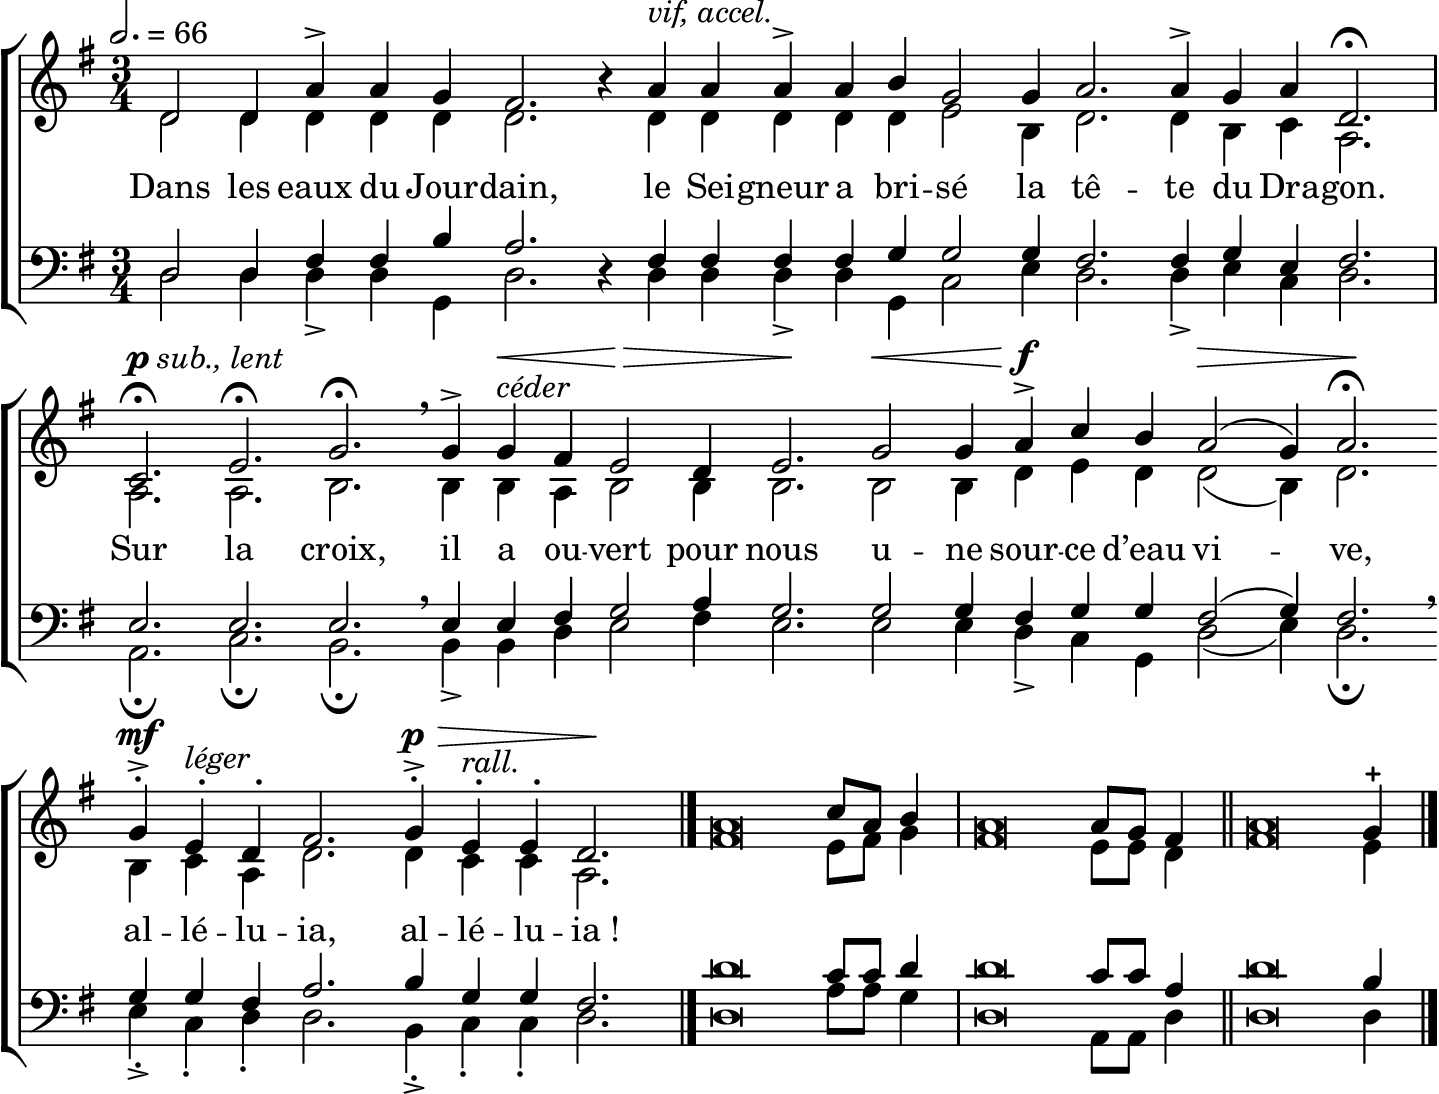 𝅗𝅥. = 66
vif, accel.
Dans les eaux du Jourdain, le Seigneur a bri -- sé la tê -- te du Dragon.
p sub., lent
céder
f
Sur la croix, il a ou -- vert pour nous u -- ne sour -- ce d’eau vi -- ve,
mf
léger
p
rall.
al -- lé -- lu -- ia, al -- lé -- lu -- ia !